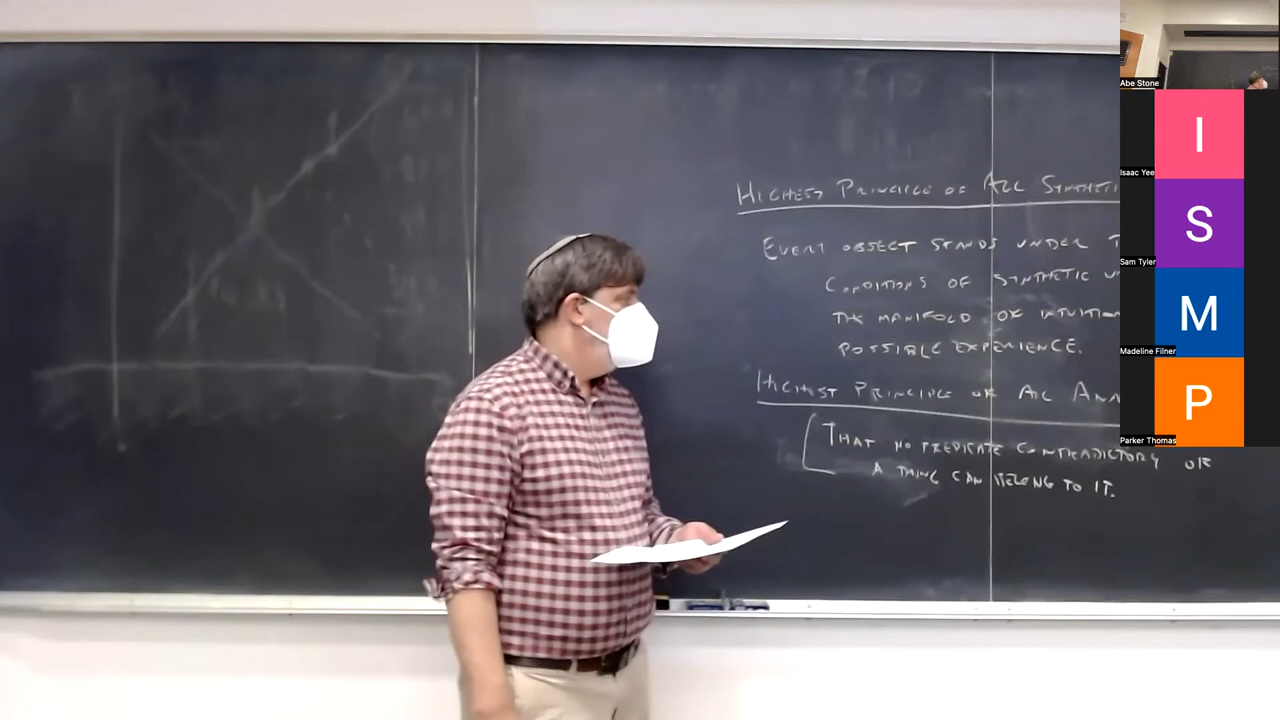 HIGHEST PRINCIPLE OF ALL SYNTHETI
EVERY OBJECT STANDS UNDER T
CONDITIONS OF SYNTHETIC U
THE MANIFOLD OF INTUITION
POSSIBLE EXPERIENCE.
HIGHEST PRINCIPLE OF ALL ANA
THAT NO PREDICATE CONTRADICTORY OF
A THING CAN BELONG TO IT.
Abe Stone
I
Isaac Yee
S
Sam Tyler
M
Madeline Filner
P
Parker Thomas